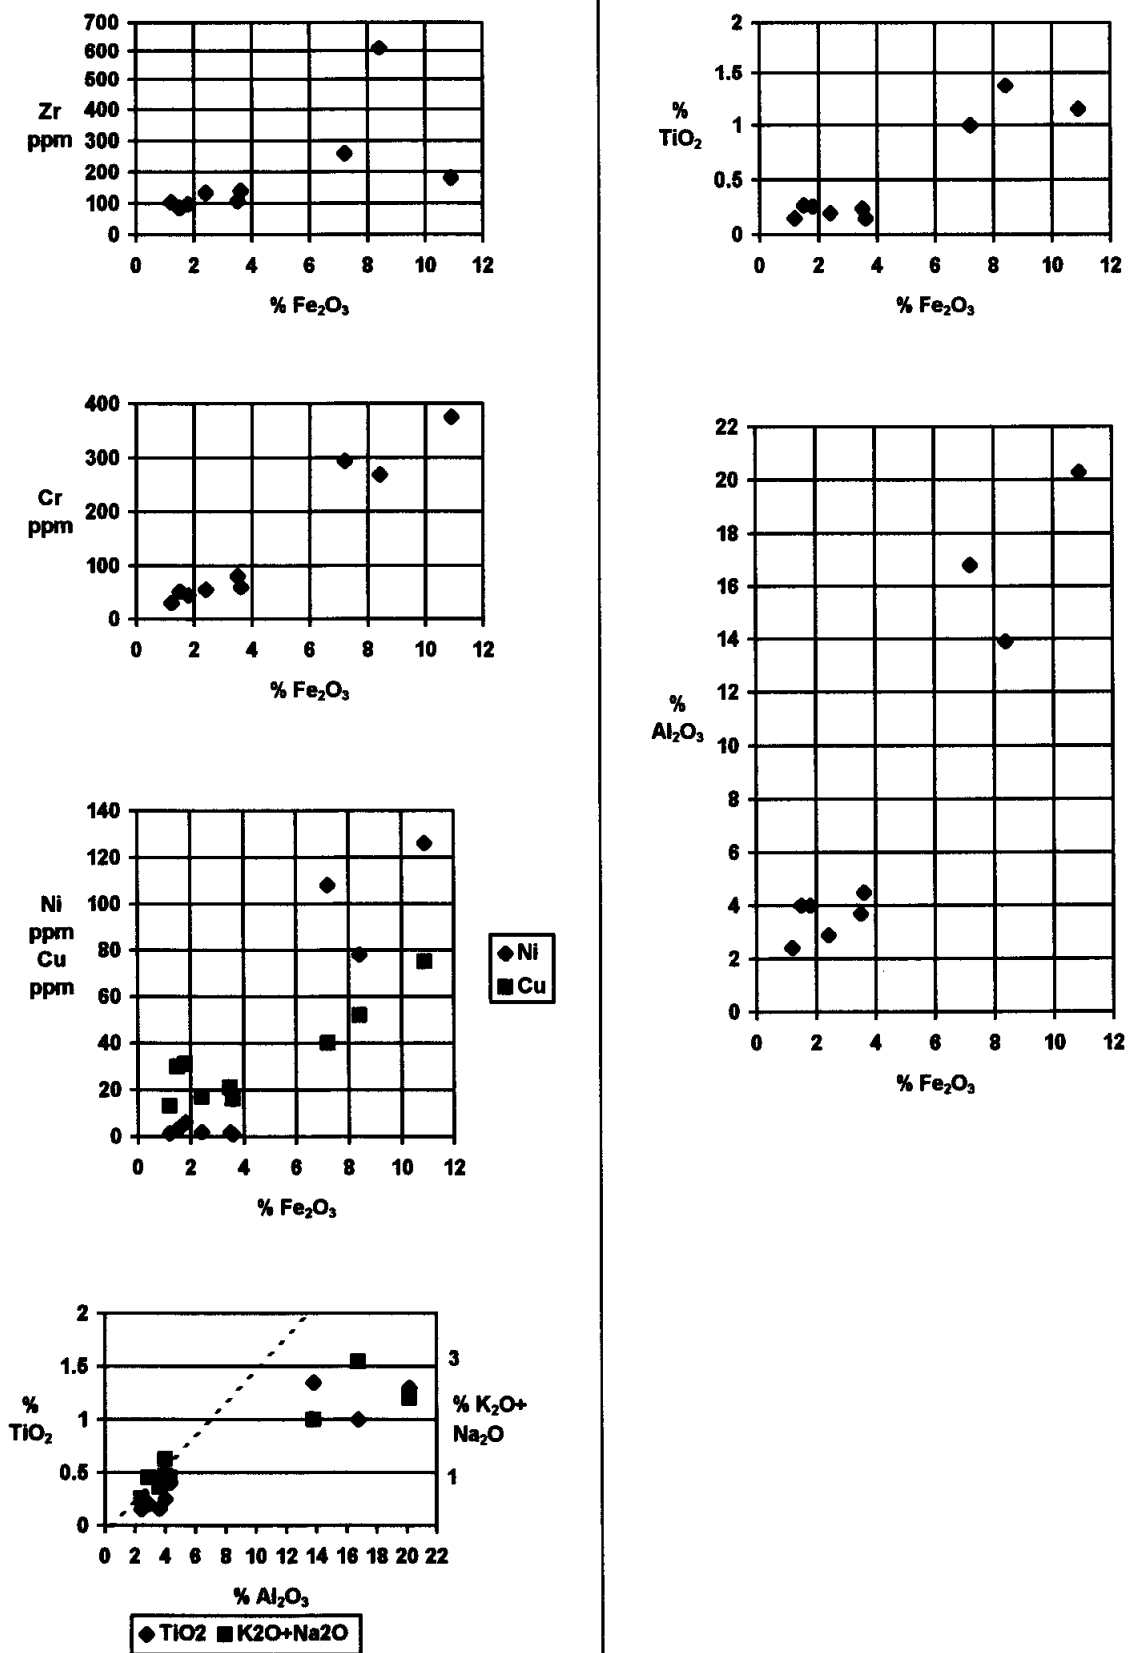 700
600
500
400
300
200
100
0
Zr
ppm
0 2 4 6 8 10 12
% Fe₂O₃
400
300
200
100
0
Cr
ppm
0 2 4 6 8 10 12
% Fe₂O₃
140
120
100
80
60
40
20
0
Ni
ppm
Cu
ppm
0 2 4 6 8 10 12
% Fe₂O₃
Ni
Cu
2
1.5
1
0.5
0
%
TiO₂
3
% K₂O+
Na₂O
1
0 2 4 6 8 10 12 14 16 18 20 22
% Al₂O₃
TiO2 K2O+Na2O
2
1.5
1
0.5
0
%
TiO₂
0 2 4 6 8 10 12
% Fe₂O₃
22
20
18
16
14
12
10
8
6
4
2
0
%
Al₂O₃
0 2 4 6 8 10 12
% Fe₂O₃